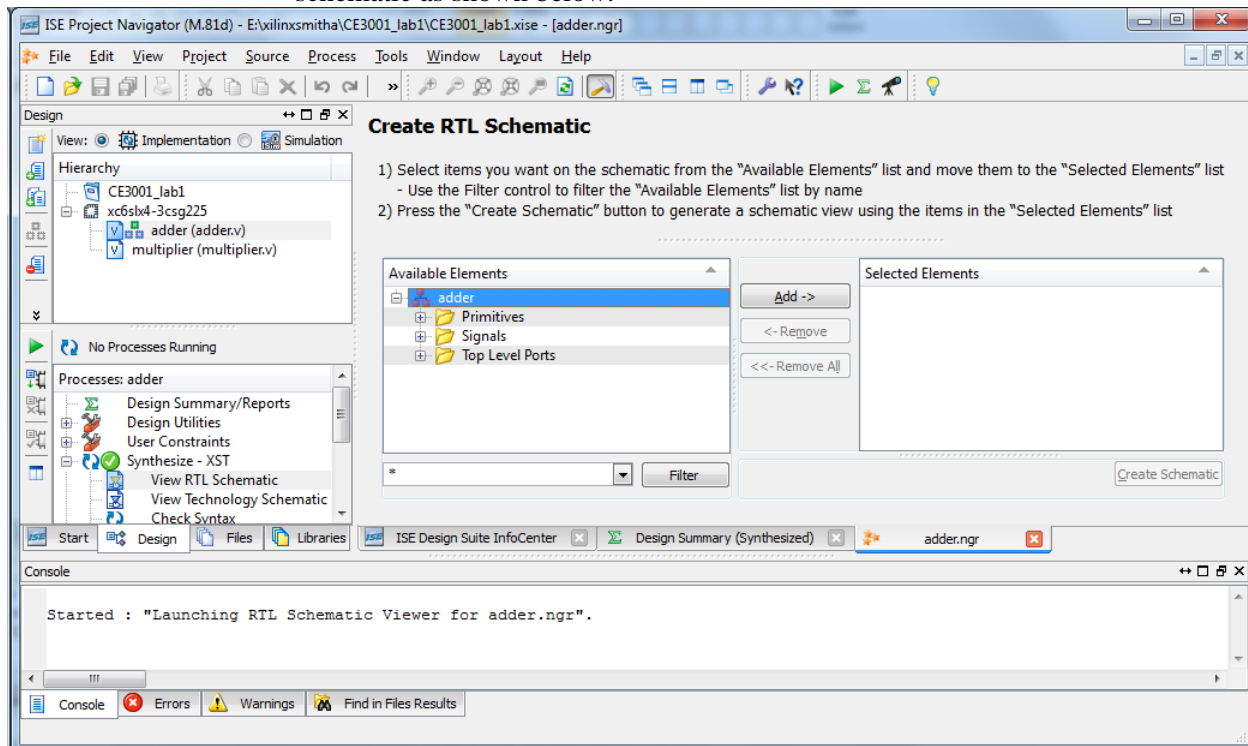 schematic as shown below.
ISE Project Navigator (M.81d) - E:\xilinxsmitha\CE3001_lab1\CE3001_lab1.xise - [adder.ngr]
File Edit View Project Source Process Tools Window Layout Help
Design
View: Implementation Simulation
Hierarchy
CE3001_lab1
xc6slx4-3csg225
adder (adder.v)
multiplier (multiplier.v)
No Processes Running
Processes: adder
Design Summary/Reports
Design Utilities
User Constraints
Synthesize - XST
View RTL Schematic
View Technology Schematic
Check Syntax
Start Design Files Libraries
Create RTL Schematic
1) Select items you want on the schematic from the "Available Elements" list and move them to the "Selected Elements" list
- Use the Filter control to filter the "Available Elements" list by name
2) Press the "Create Schematic" button to generate a schematic view using the items in the "Selected Elements" list
Available Elements
adder
Primitives
Signals
Top Level Ports
* Filter
Add ->
<- Remove
<<- Remove All
Selected Elements
Create Schematic
ISE Design Suite InfoCenter Design Summary (Synthesized) adder.ngr
Console
Started : "Launching RTL Schematic Viewer for adder.ngr".
Console Errors Warnings Find in Files Results